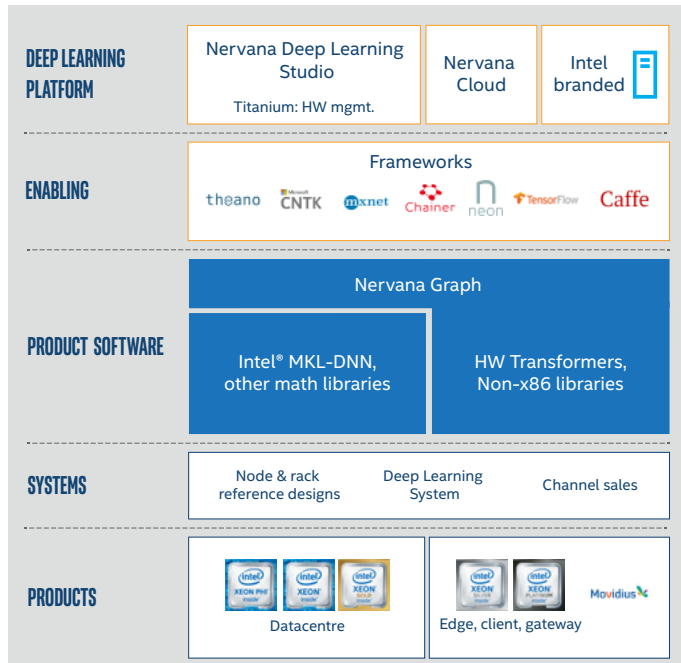 DEEP LEARNING
PLATFORM
Nervana Deep Learning
Studio
Titanium: HW mgmt.
Nervana
Cloud
Intel
branded
ENABLING
Frameworks
theano
Microsoft
CNTK
mxnet
Chainer
neon
TensorFlow
Caffe
PRODUCT SOFTWARE
Nervana Graph
Intel® MKL-DNN,
other math libraries
HW Transformers,
Non-x86 libraries
SYSTEMS
Node & rack
reference designs
Deep Learning
System
Channel sales
PRODUCTS
intel
XEON PHI
inside
intel
XEON
inside
intel
XEON
GOLD
inside
Datacentre
intel
XEON
SILVER
inside
intel
XEON
PLATINUM
inside
Movidius
Edge, client, gateway